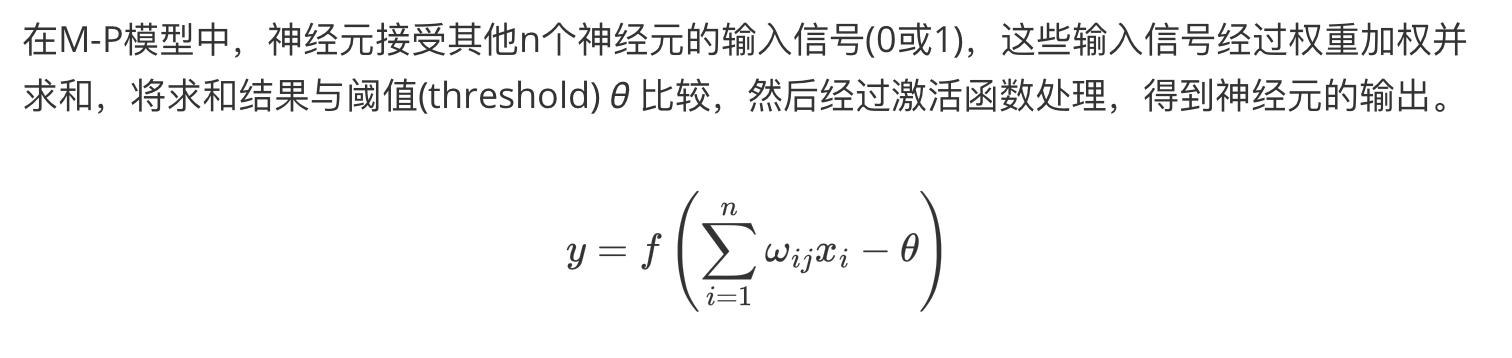 在M-P模型中，神经元接受其他n个神经元的输入信号(0或1)，这些输入信号经过权重加权并
求和，将求和结果与阈值(threshold) θ 比较，然后经过激活函数处理，得到神经元的输出。
y = f ( ∑_{i=1}^{n} ω_{ij} x_i − θ )